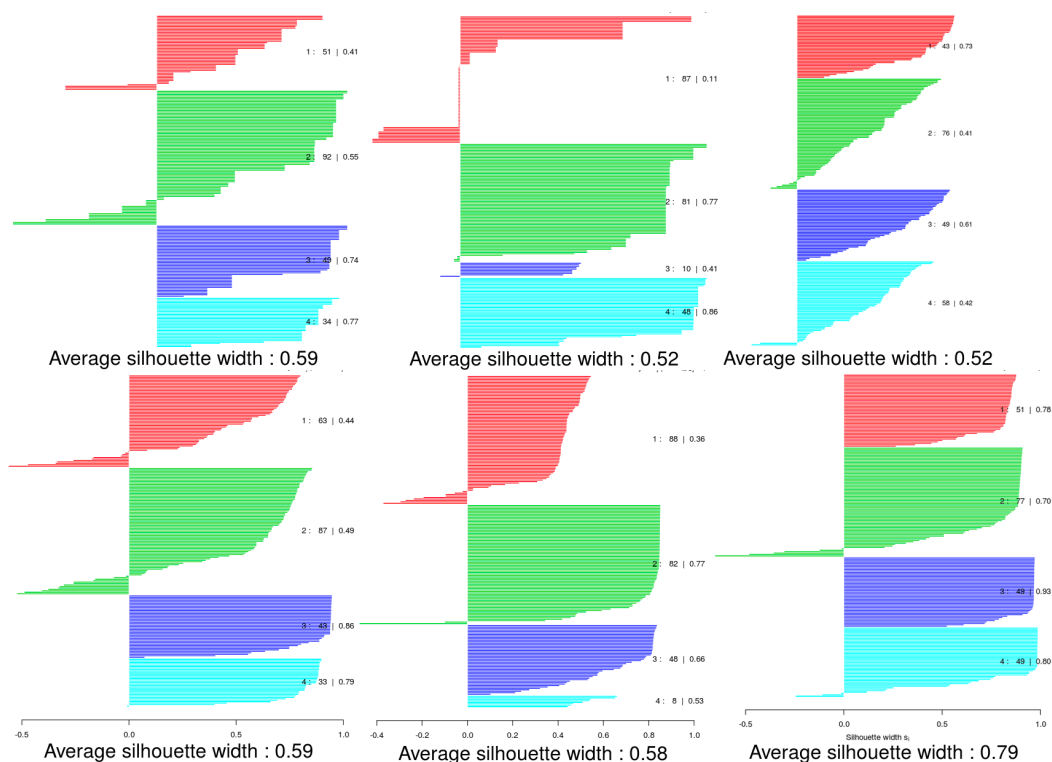 1 : 51 | 0.41
2 : 92 | 0.55
3 : 49 | 0.74
4 : 34 | 0.77
Average silhouette width : 0.59
1 : 87 | 0.11
2 : 81 | 0.77
3 : 10 | 0.41
4 : 48 | 0.86
Average silhouette width : 0.52
1 : 43 | 0.73
2 : 76 | 0.41
3 : 49 | 0.61
4 : 58 | 0.42
Average silhouette width : 0.52
1 : 63 | 0.44
2 : 87 | 0.49
3 : 43 | 0.86
4 : 33 | 0.79
0.0 0.5 1.0
Average silhouette width : 0.59
1 : 88 | 0.36
2 : 82 | 0.77
3 : 48 | 0.66
4 : 8 | 0.53
-0.4 -0.2 0.0 0.2 0.4 0.6 0.8 1.0
Average silhouette width : 0.58
1 : 51 | 0.78
2 : 77 | 0.70
3 : 49 | 0.93
4 : 49 | 0.80
0.0 0.5 1.0
Silhouette width si
Average silhouette width : 0.79